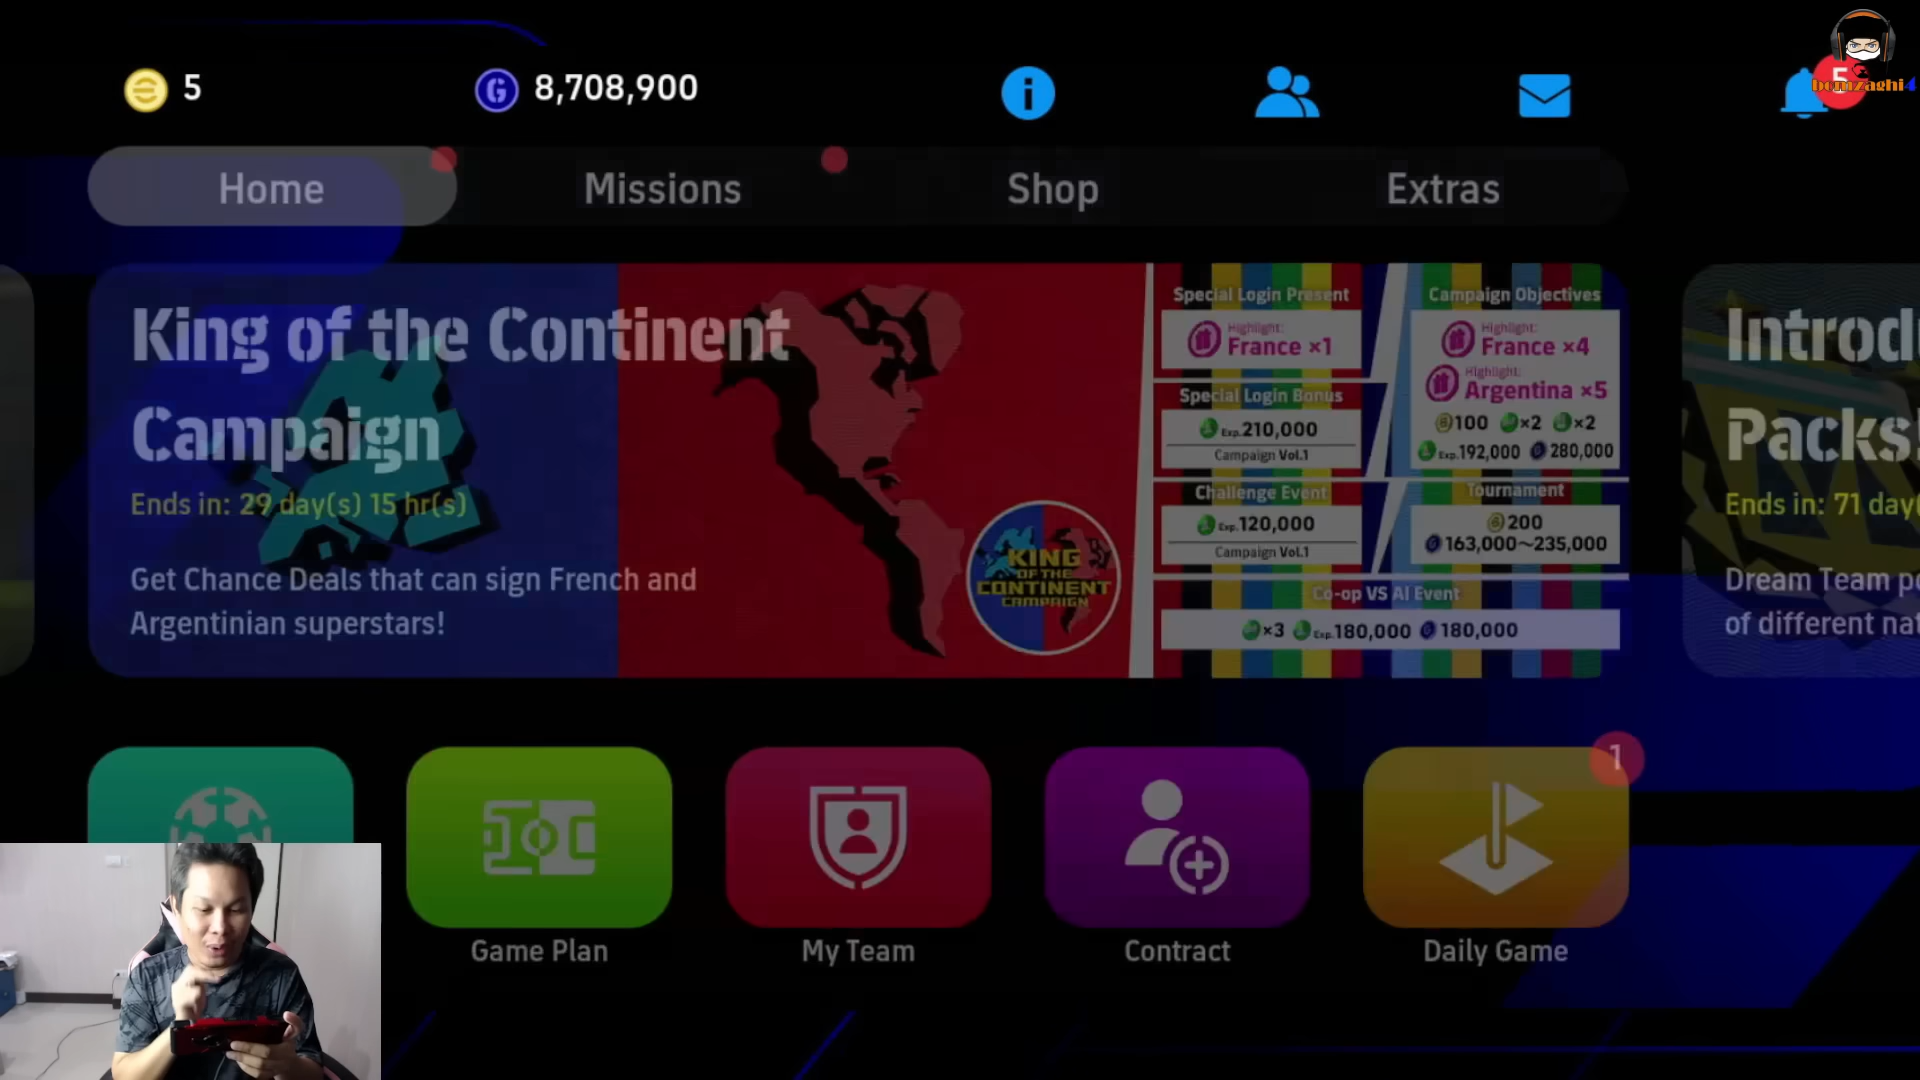 5
8,708,900
5
bomzaghi4
Home
Missions
Shop
Extras
King of the Continent
Campaign
Ends in: 29 day(s) 15 hr(s)
Get Chance Deals that can sign French and
Argentinian superstars!
KING
OF THE
CONTINENT
CAMPAIGN
Special Login Present
Highlight:
France ×1
Special Login Bonus
Exp.210,000
Campaign Vol.1
Challenge Event
Exp.120,000
Campaign Vol.1
Campaign Objectives
Highlight:
France ×4
Highlight:
Argentina ×5
100 ×2 ×2
Exp.192,000 280,000
Tournament
200
163,000~235,000
Co-op VS AI Event
×3 Exp.180,000 180,000
Introd
Packs!
Ends in: 71 day(
Dream Team p
of different nat
1
Game Plan
My Team
Contract
Daily Game